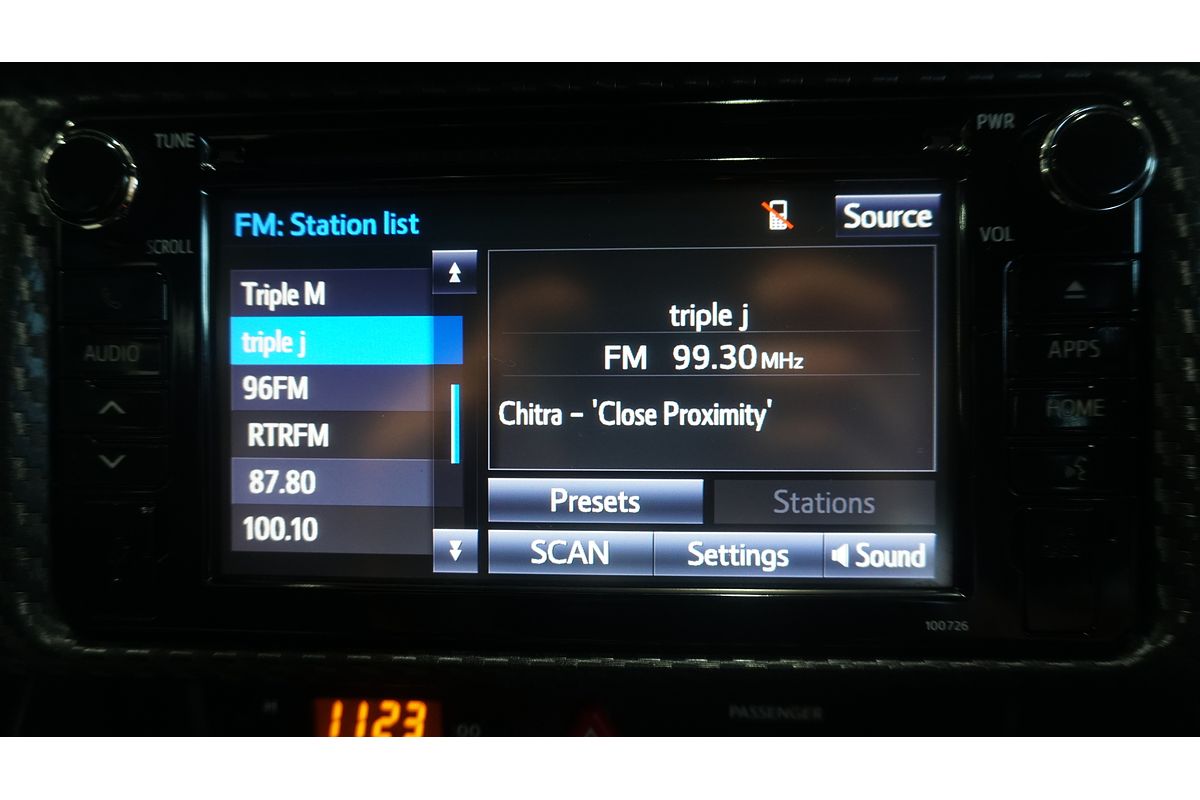 TUNE
PWR
SCROLL
VOL
FM: Station list
Source
Triple M
triple j
96FM
RTRFM
87.80
100.10
triple j
FM 99.30 MHz
Chitra – 'Close Proximity'
Presets
Stations
SCAN
Settings
Sound
AUDIO
APPS
HOME
100726
H
1123
00
PASSENGER